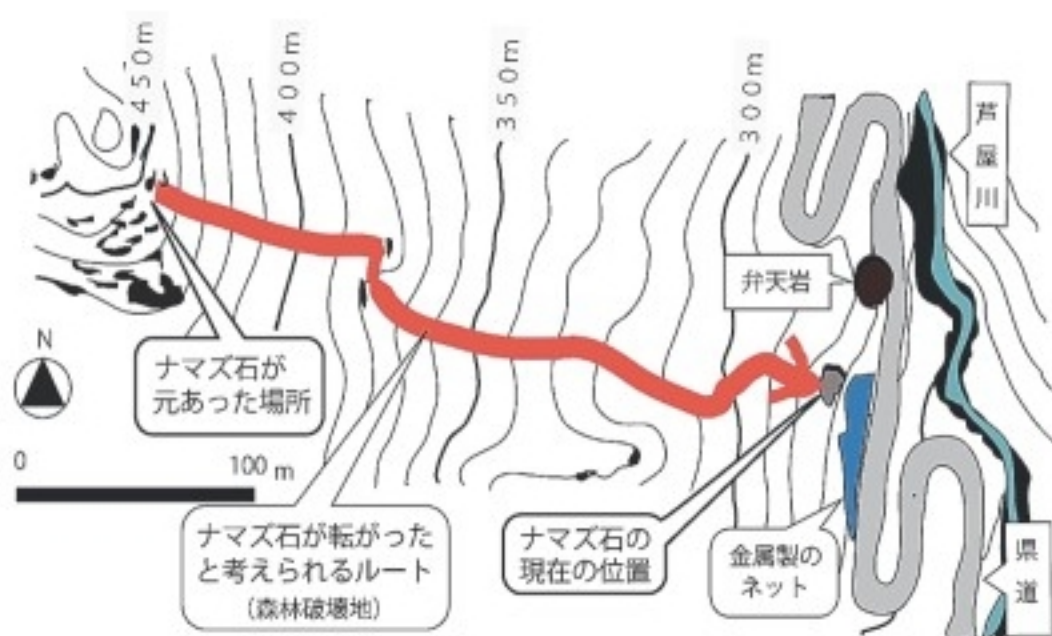 450m
400m
350m
300m
芦屋川
弁天岩
N
ナマズ石が
元あった場所
0
100m
ナマズ石が転がった
と考えられるルート
(森林破壊地)
ナマズ石の
現在の位置
金属製の
ネット
県道